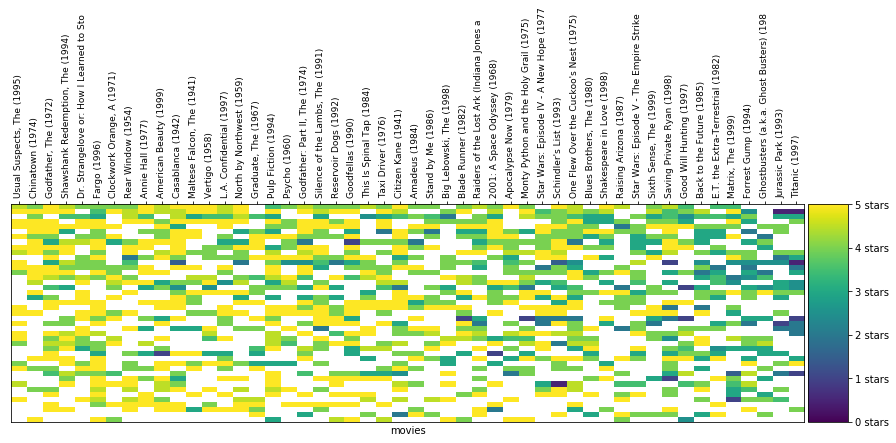 Usual Suspects, The (1995)
Chinatown (1974)
Godfather, The (1972)
Shawshank Redemption, The (1994)
Dr. Strangelove or: How I Learned to Sto
Fargo (1996)
Clockwork Orange, A (1971)
Rear Window (1954)
Annie Hall (1977)
American Beauty (1999)
Casablanca (1942)
Maltese Falcon, The (1941)
Vertigo (1958)
L.A. Confidential (1997)
North by Northwest (1959)
Graduate, The (1967)
Pulp Fiction (1994)
Psycho (1960)
Godfather: Part II, The (1974)
Silence of the Lambs, The (1991)
Reservoir Dogs (1992)
Goodfellas (1990)
This Is Spinal Tap (1984)
Taxi Driver (1976)
Citizen Kane (1941)
Amadeus (1984)
Stand by Me (1986)
Big Lebowski, The (1998)
Blade Runner (1982)
Raiders of the Lost Ark (Indiana Jones a
2001: A Space Odyssey (1968)
Apocalypse Now (1979)
Monty Python and the Holy Grail (1975)
Star Wars: Episode IV - A New Hope (1977
Schindler's List (1993)
One Flew Over the Cuckoo's Nest (1975)
Blues Brothers, The (1980)
Shakespeare in Love (1998)
Raising Arizona (1987)
Star Wars: Episode V - The Empire Strike
Sixth Sense, The (1999)
Saving Private Ryan (1998)
Good Will Hunting (1997)
Back to the Future (1985)
E.T. the Extra-Terrestrial (1982)
Matrix, The (1999)
Forrest Gump (1994)
Ghostbusters (a.k.a. Ghost Busters) (198
Jurassic Park (1993)
Titanic (1997)
5 stars
4 stars
3 stars
2 stars
1 stars
0 stars
movies